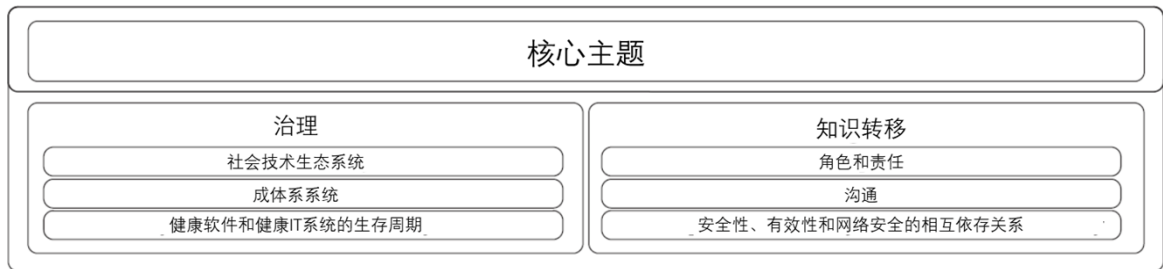 核心主题
治理
社会技术生态系统
成体系系统
健康软件和健康IT系统的生存周期
知识转移
角色和责任
沟通
安全性、有效性和网络安全的相互依存关系